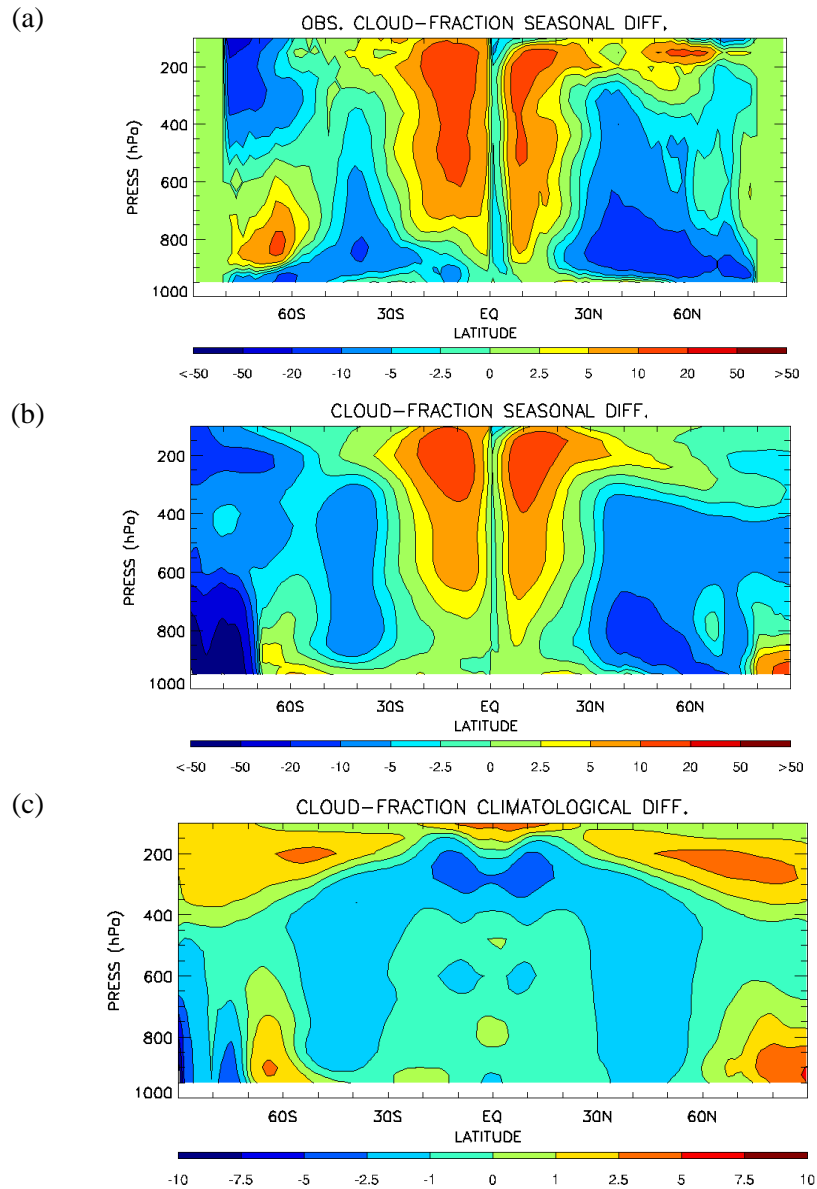 (a)
OBS. CLOUD-FRACTION SEASONAL DIFF.
PRESS (hPa)
200
400
600
800
1000
60S 30S EQ 30N 60N
LATITUDE
<-50 -50 -20 -10 -5 -2.5 0 2.5 5 10 20 50 >50
(b)
CLOUD-FRACTION SEASONAL DIFF.
PRESS (hPa)
200
400
600
800
1000
60S 30S EQ 30N 60N
LATITUDE
<-50 -50 -20 -10 -5 -2.5 0 2.5 5 10 20 50 >50
(c)
CLOUD-FRACTION CLIMATOLOGICAL DIFF.
PRESS (hPa)
200
400
600
800
1000
60S 30S EQ 30N 60N
LATITUDE
-10 -7.5 -5 -2.5 -1 0 1 2.5 5 7.5 10